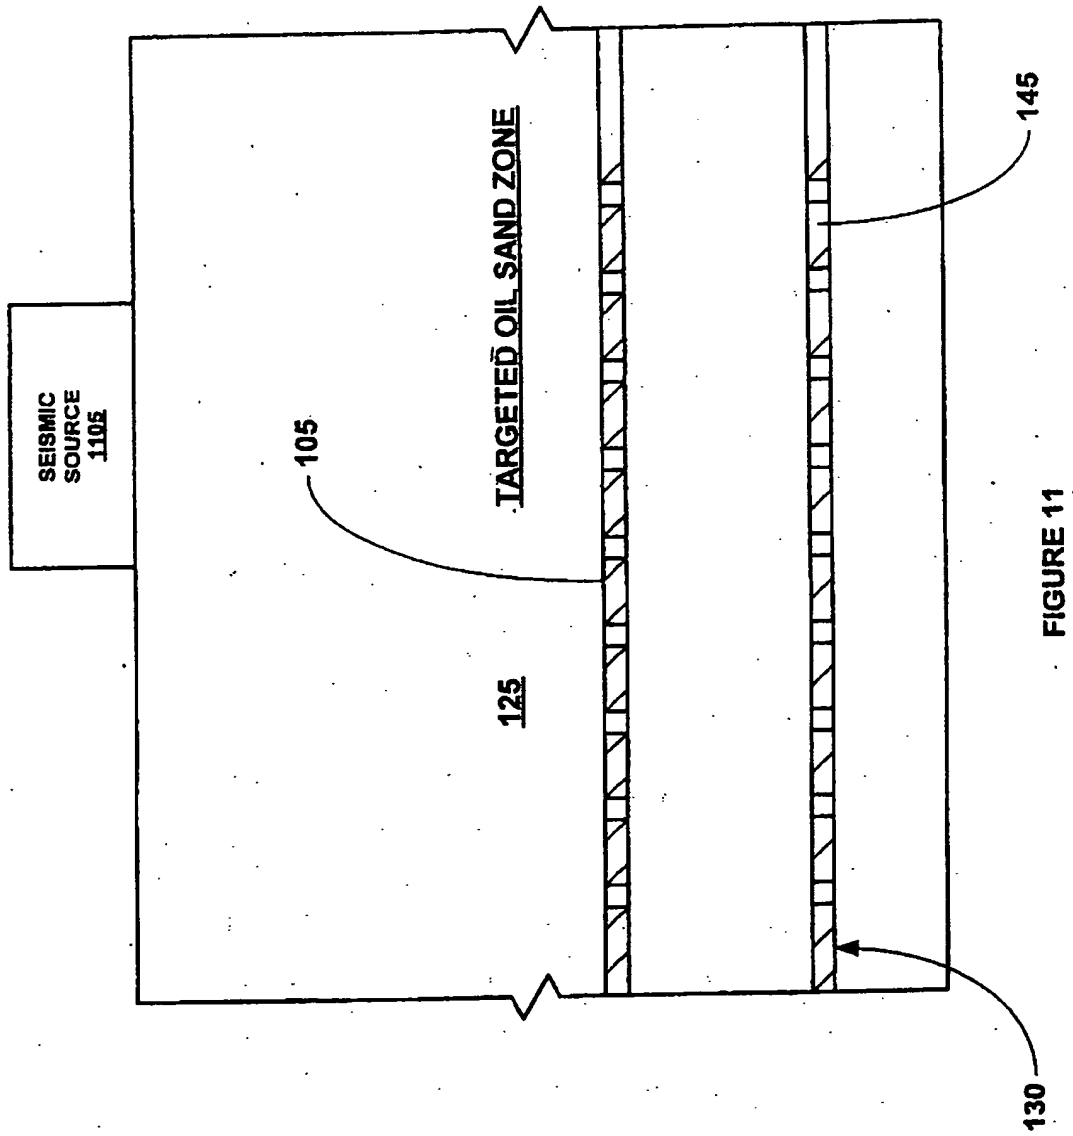 SEISMIC
SOURCE
1105
105
TARGETED OIL SAND ZONE
125
145
130
FIGURE 11